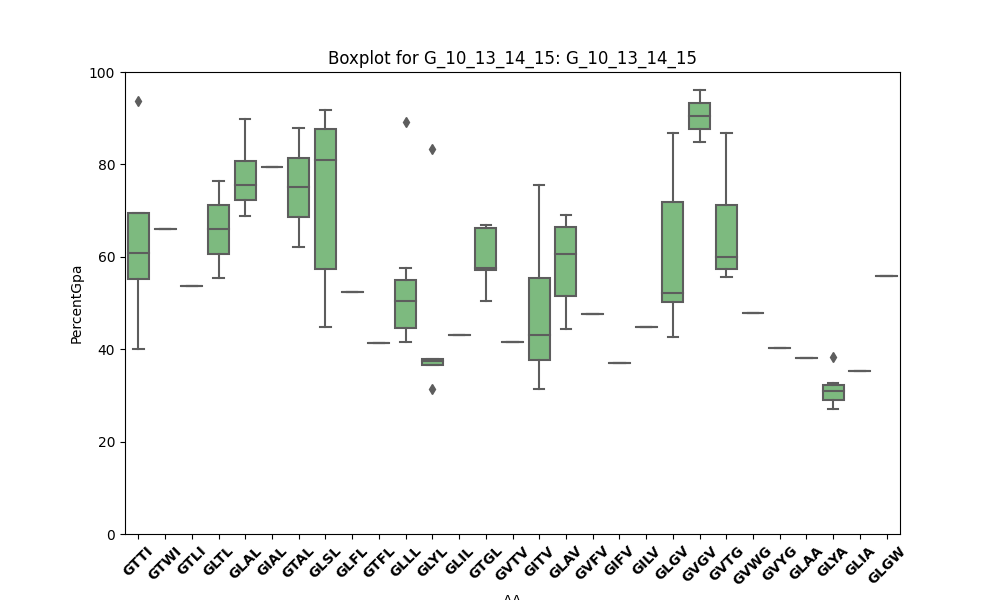 Boxplot for G_10_13_14_15: G_10_13_14_15
100
80
60
40
20
0
PercentGpa
GTTI GTWI GTLI GLTL GLAL GIAL GTAL GLSL GLFL GTFL GLLL GLYL GLIL GTGL GVTV GITV GLAV GVFV GIFV GILV GLGV GVGV GVTG GVWG GVYG GLAA GLYA GLIA GLGW
AA